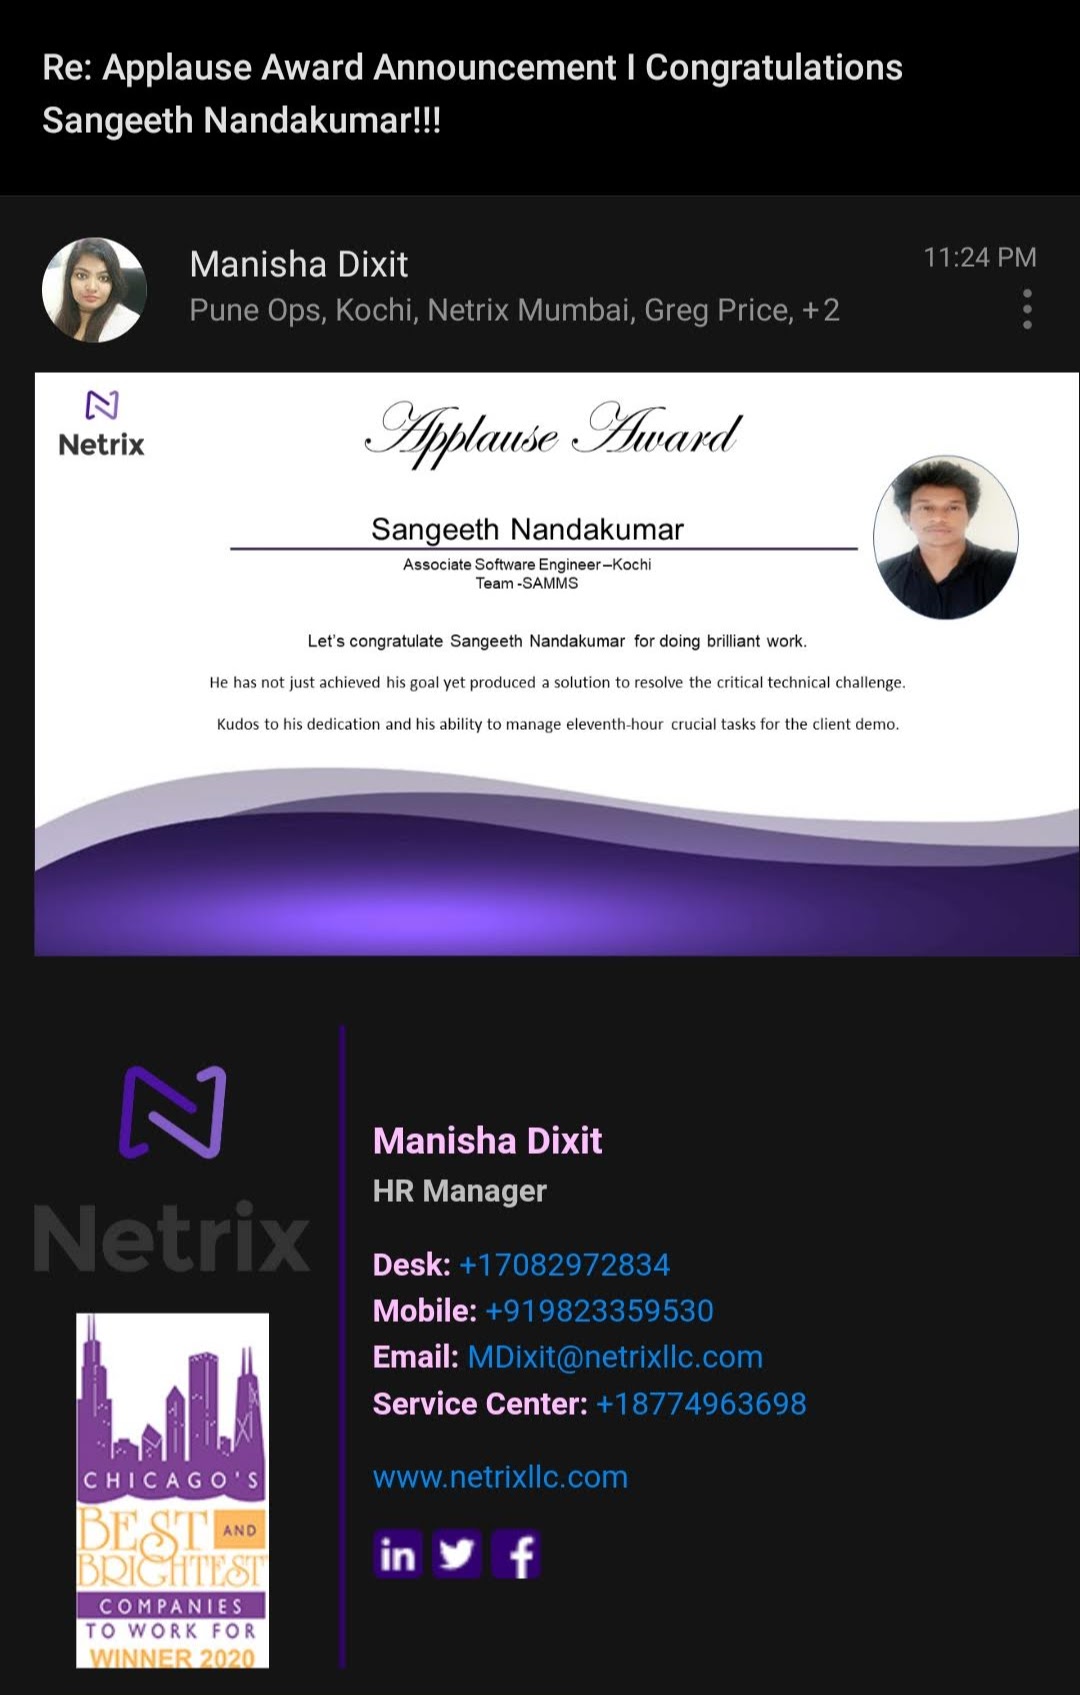 Re: Applause Award Announcement I Congratulations
Sangeeth Nandakumar!!!
Manisha Dixit
11:24 PM
Pune Ops, Kochi, Netrix Mumbai, Greg Price, +2
Netrix
Applause Award
Sangeeth Nandakumar
Associate Software Engineer–Kochi
Team -SAMMS
Let's congratulate Sangeeth Nandakumar for doing brilliant work.
He has not just achieved his goal yet produced a solution to resolve the critical technical challenge.
Kudos to his dedication and his ability to manage eleventh-hour crucial tasks for the client demo.
Netrix
CHICAGO'S
BEST AND
BRIGHTEST
COMPANIES
TO WORK FOR
WINNER 2020
Manisha Dixit
HR Manager
Desk: +17082972834
Mobile: +919823359530
Email: MDixit@netrixllc.com
Service Center: +18774963698
www.netrixllc.com
in
f